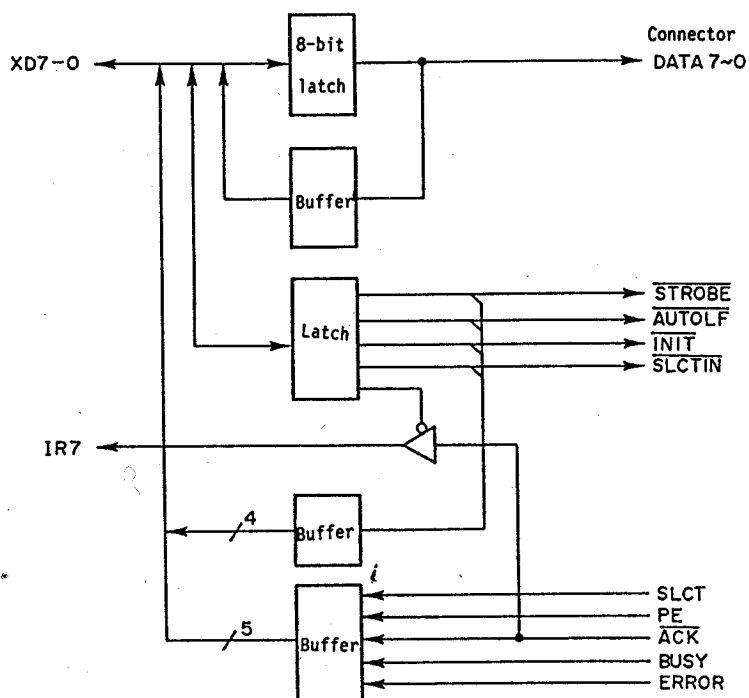 XD7-0
8-bit
latch
Connector
DATA 7~0
Buffer
Latch
STROBE
AUTOLF
INIT
SLCTIN
IR7
4
Buffer
5
Buffer
SLCT
PE
ACK
BUSY
ERROR